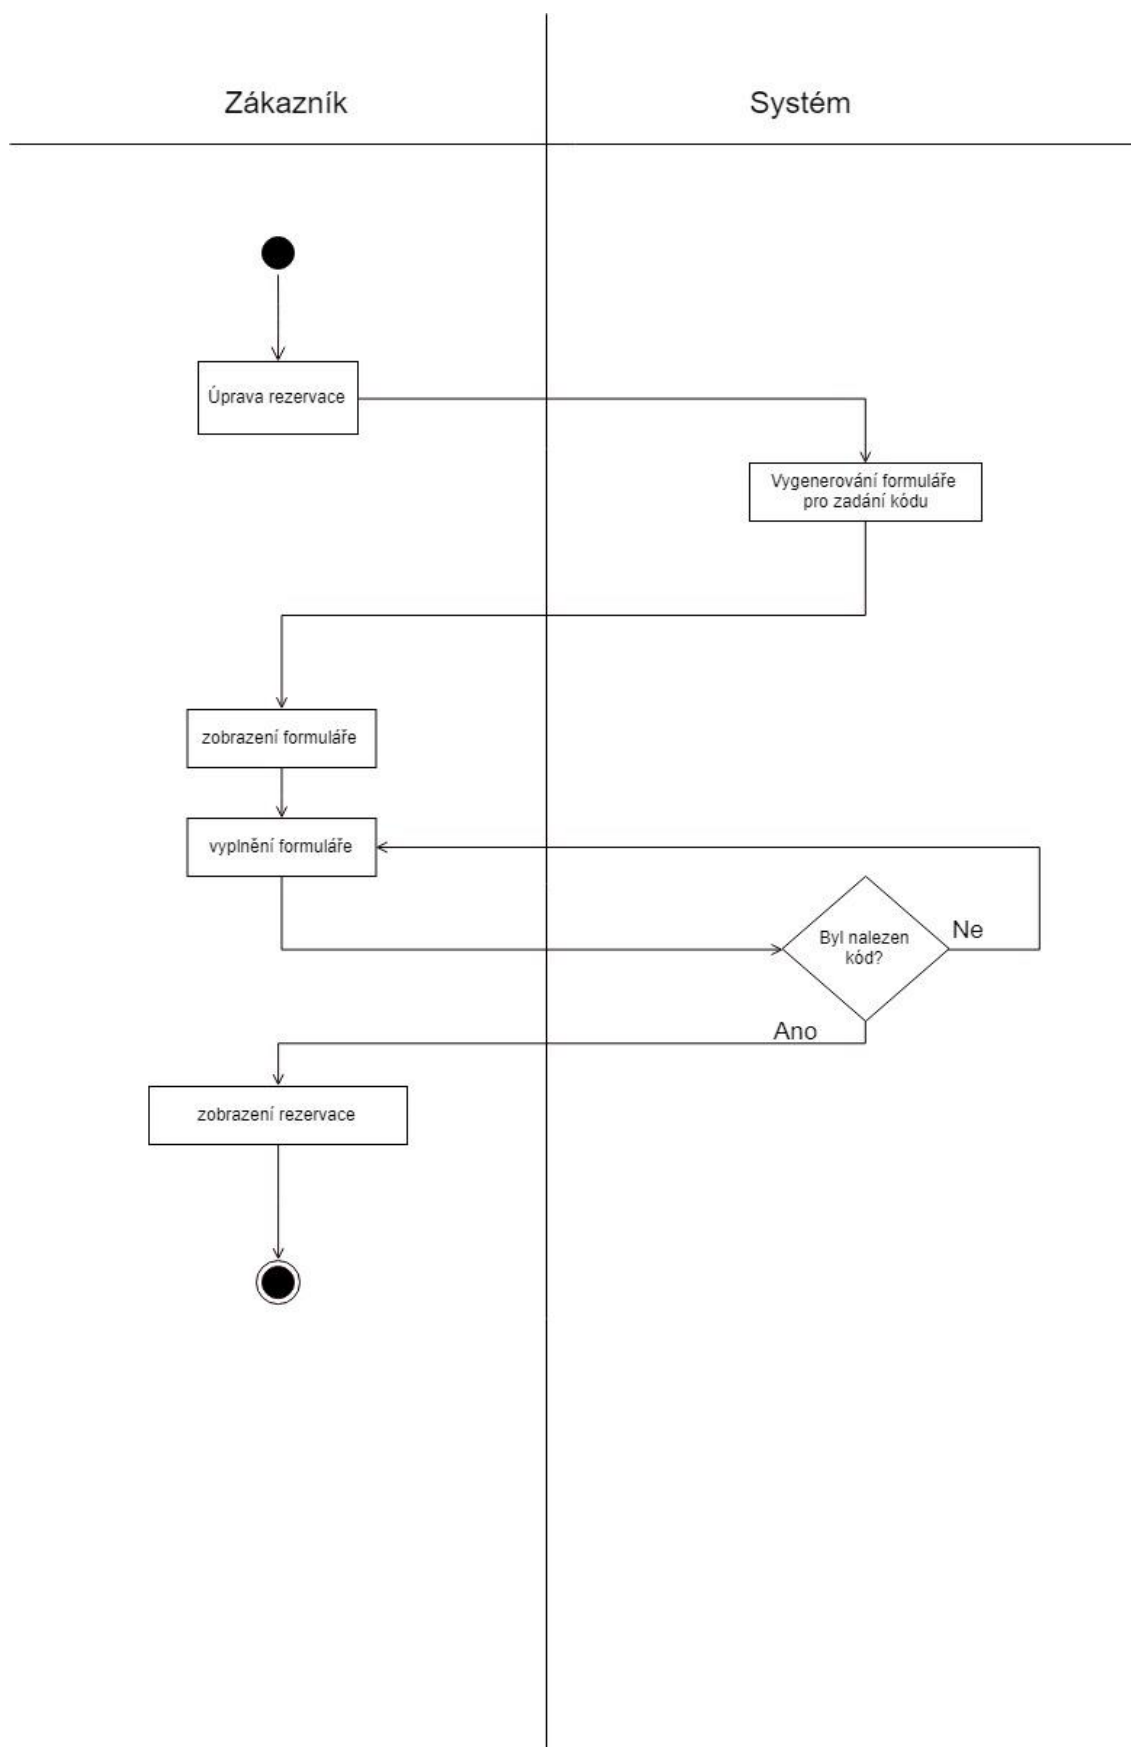 Zákazník
Systém
Úprava rezervace
Vygenerování formuláře
pro zadání kódu
zobrazení formuláře
vyplnění formuláře
Byl nalezen
kód?
Ne
Ano
zobrazení rezervace